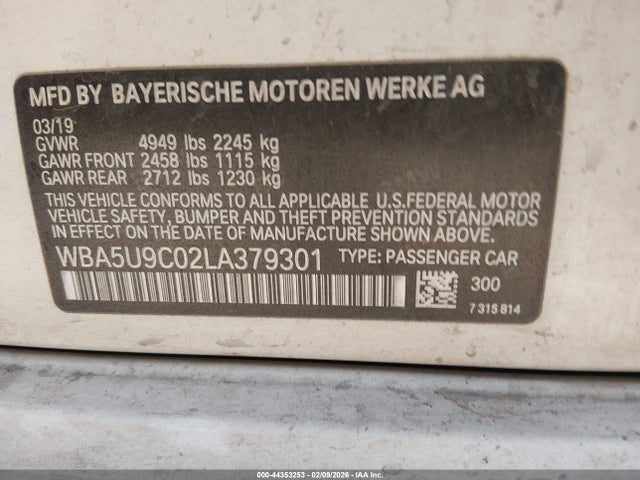 MFD BY BAYERISCHE MOTOREN WERKE AG
03/19
GVWR 4949 lbs 2245 kg
GAWR FRONT 2458 lbs 1115 kg
GAWR REAR 2712 lbs 1230 kg
THIS VEHICLE CONFORMS TO ALL APPLICABLE U.S.FEDERAL MOTOR
VEHICLE SAFETY, BUMPER AND THEFT PREVENTION STANDARDS
IN EFFECT ON THE DATE OF MANUFACTURE SHOWN ABOVE.
WBA5U9C02LA379301 TYPE: PASSENGER CAR
300
7 315 814
000-44353253 - 02/09/2026 - IAA Inc.